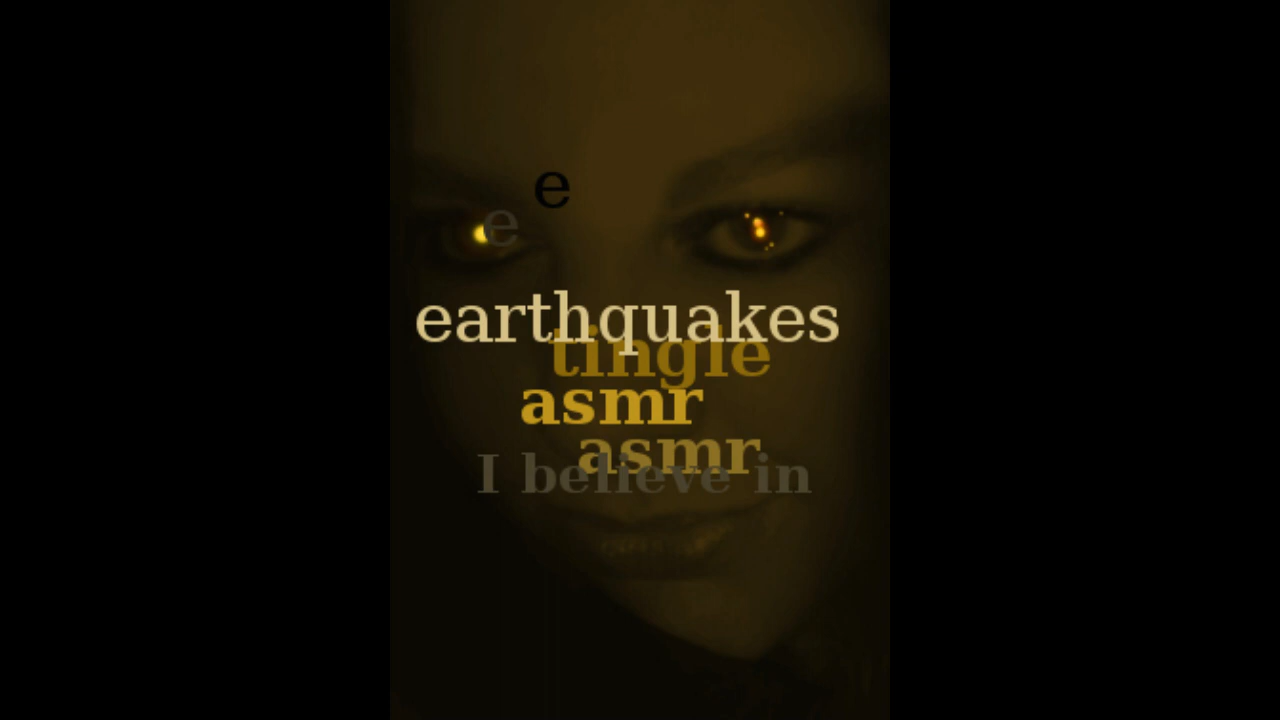 e
e
earthquakes
tingle
asmr
asmr
I believe in